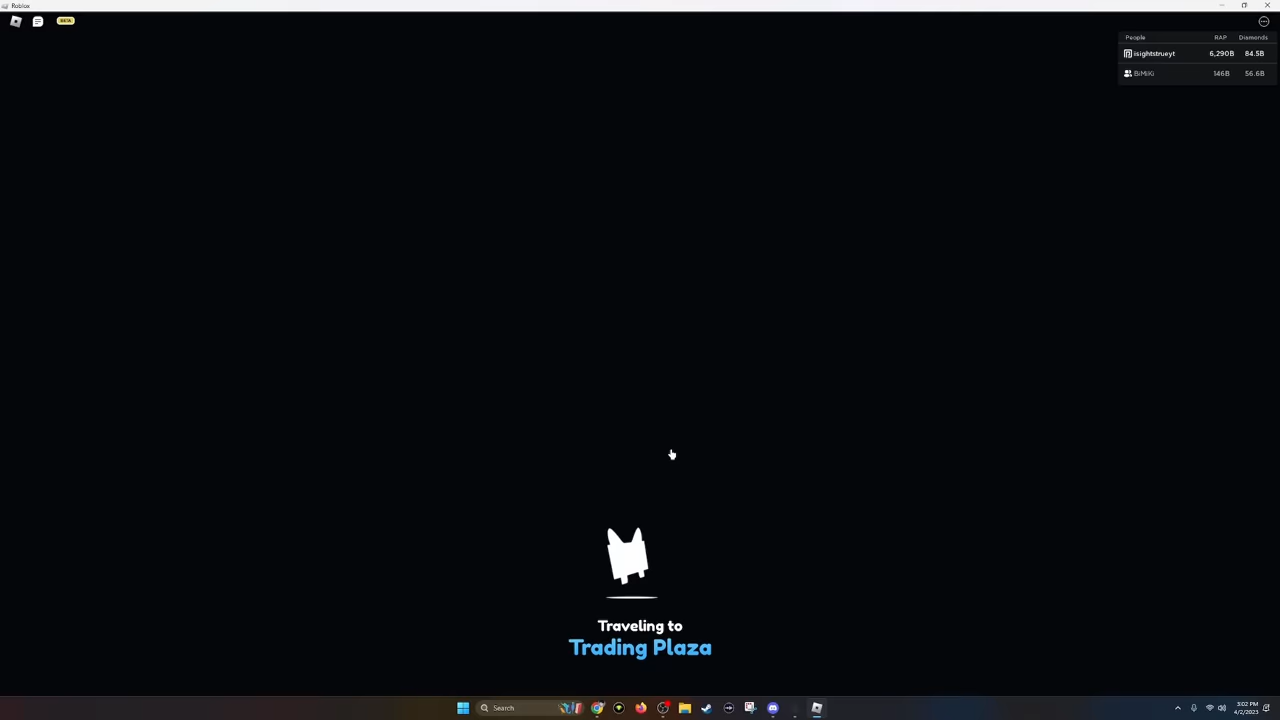 Roblox
BETA
People RAP Diamonds
isightstrueyt 6,290B 84.5B
BiMiKi 146B 56.6B
Traveling to
Trading Plaza
Search
3:02 PM
4/2/2023